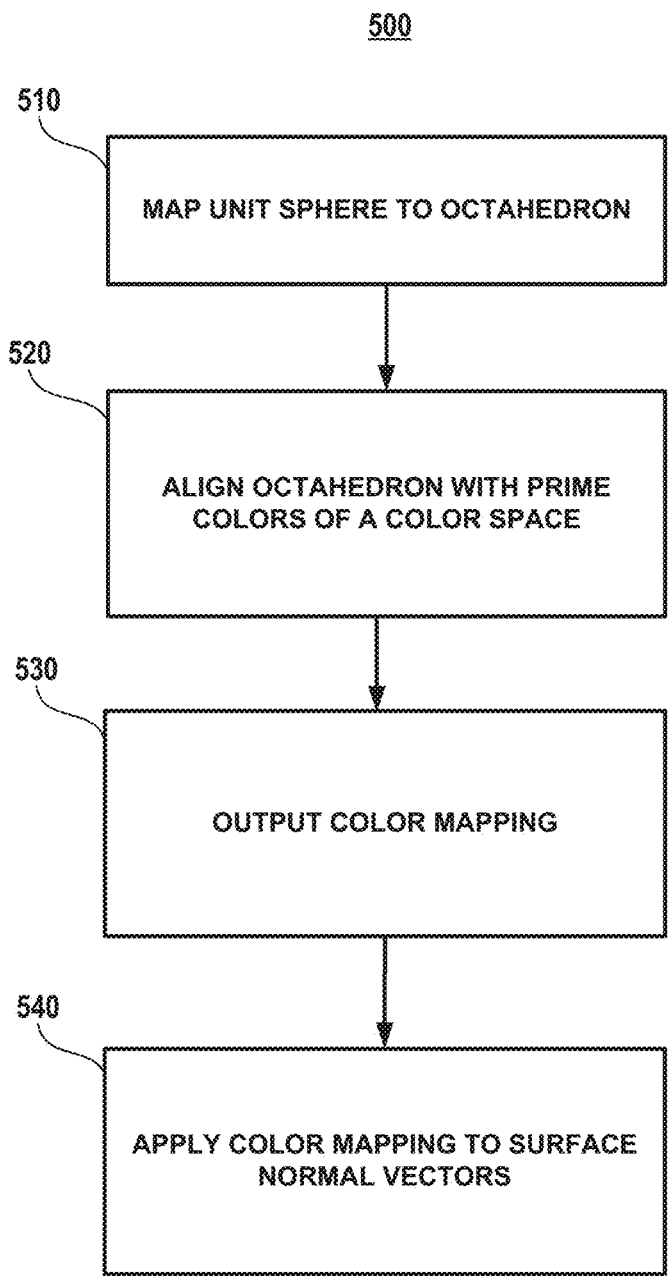 500
510
MAP UNIT SPHERE TO OCTAHEDRON
520
ALIGN OCTAHEDRON WITH PRIME
COLORS OF A COLOR SPACE
530
OUTPUT COLOR MAPPING
540
APPLY COLOR MAPPING TO SURFACE
NORMAL VECTORS